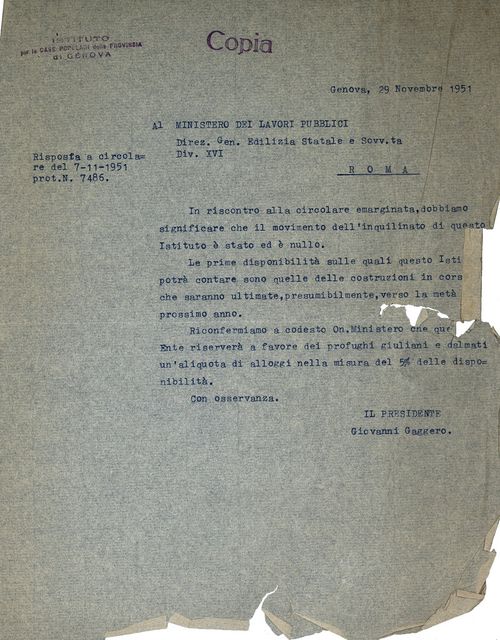 ISTITUTO
per le CASE POPOLARI della PROVINCIA
di GENOVA
Copia
Genova, 29 Novembre 1951
Al MINISTERO DEI LAVORI PUBBLICI
Direz. Gen. Edilizia Statale e Sovv.ta
Div. XVI
R O M A
Risposta a circola=
re del 7-11-1951
prot.N. 7486.
In riscontro alla circolare emarginata,dobbiamo
significare che il movimento dell'inquilinato di questo
Istituto è stato ed è nullo.
Le prime disponibilità sulle quali questo Isti
potrà contare sono quelle delle costruzioni in cors
che saranno ultimate,presumibilmente,verso la metà
prossimo anno.
Riconfermiamo a codesto On.Ministero che que
Ente riserverà a favore dei profughi giuliani e dalmati
un'aliquota di alloggi nella misura del 5% delle dispo=
nibilità.
Con osservanza.
IL PRESIDENTE
Giovanni Gaggero.